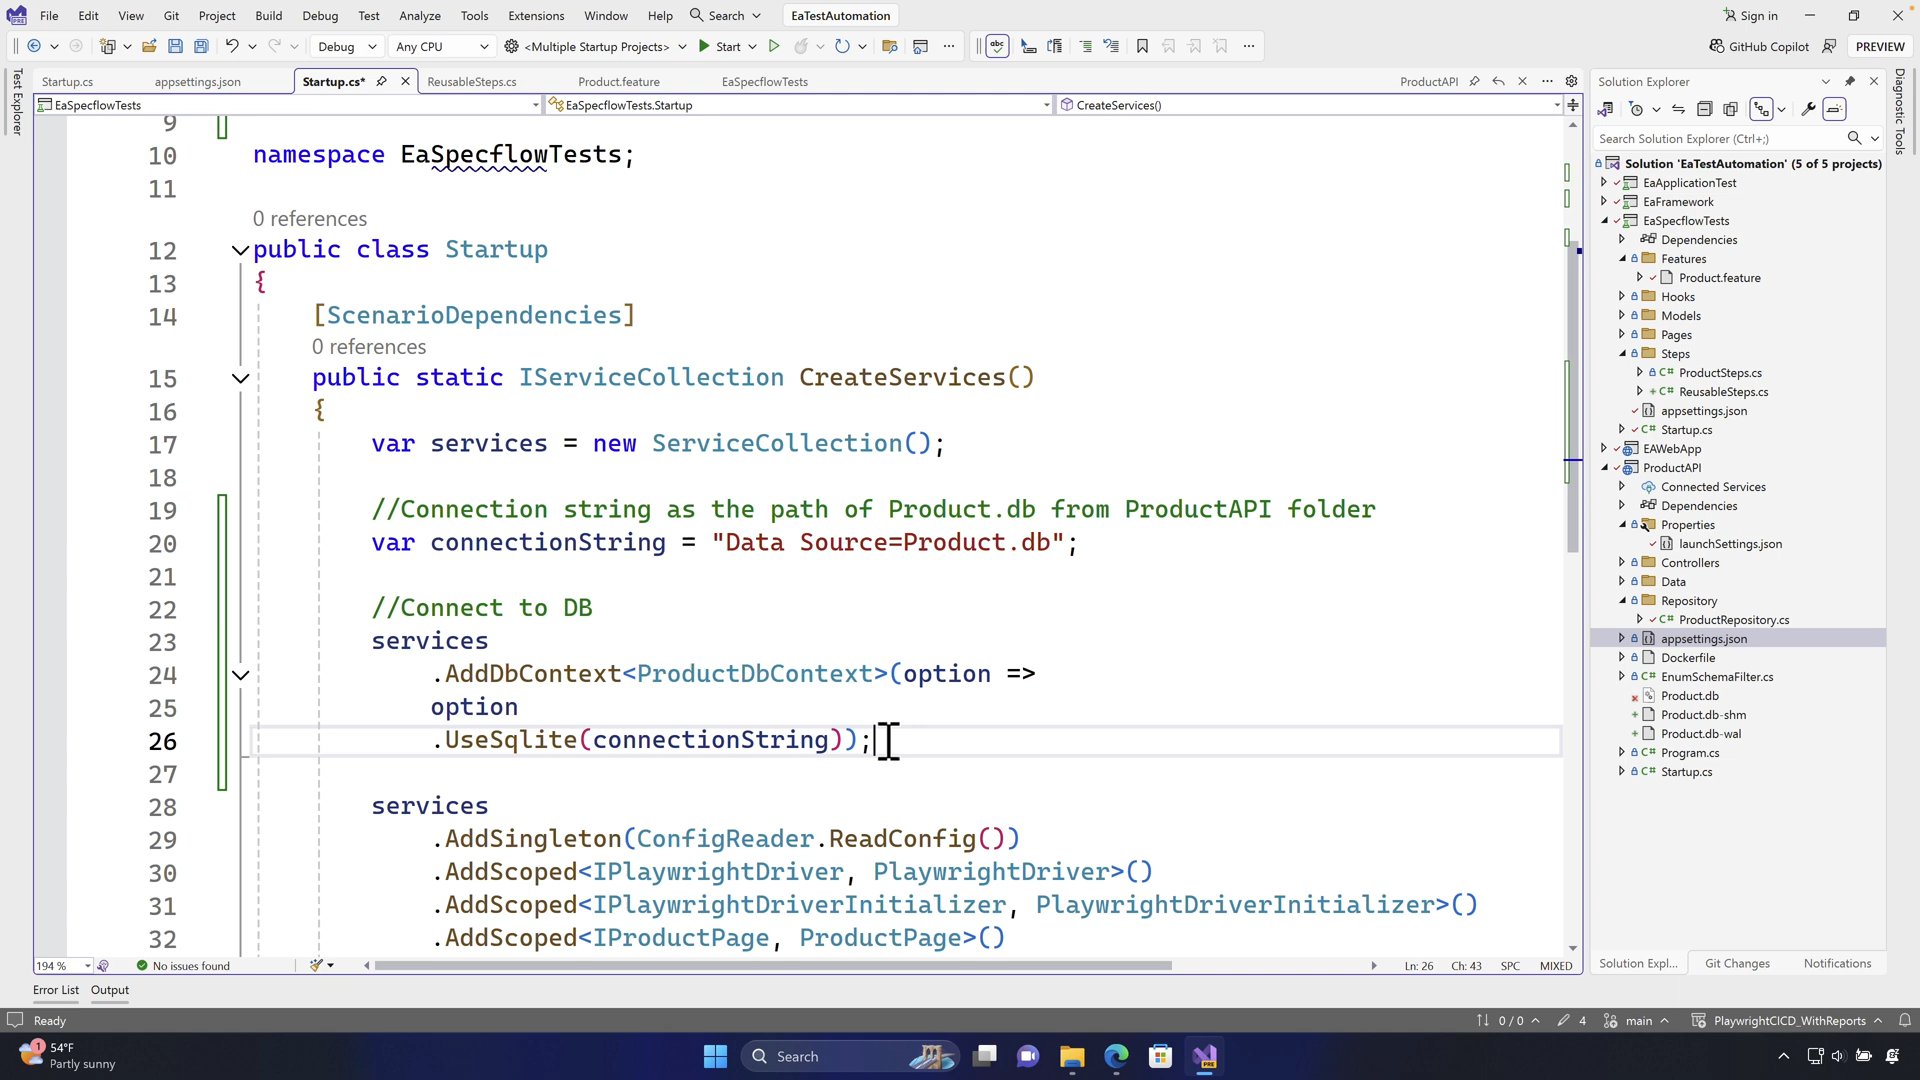 File Edit View Git Project Build Debug Test Analyze Tools Extensions Window Help Search EaTestAutomation Sign in
Debug Any CPU <Multiple Startup Projects> Start abc GitHub Copilot PREVIEW
Test Explorer
Startup.cs appsettings.json Startup.cs* ReusableSteps.cs Product.feature EaSpecflowTests ProductAPI
EaSpecflowTests EaSpecflowTests.Startup CreateServices()
9
10 namespace EaSpecflowTests;
11
0 references
12 public class Startup
13 {
14 [ScenarioDependencies]
0 references
15 public static IServiceCollection CreateServices()
16 {
17 var services = new ServiceCollection();
18
19 //Connection string as the path of Product.db from ProductAPI folder
20 var connectionString = "Data Source=Product.db";
21
22 //Connect to DB
23 services
24 .AddDbContext<ProductDbContext>(option =>
25 option
26 .UseSqlite(connectionString));
27
28 services
29 .AddSingleton(ConfigReader.ReadConfig())
30 .AddScoped<IPlaywrightDriver, PlaywrightDriver>()
31 .AddScoped<IPlaywrightDriverInitializer, PlaywrightDriverInitializer>()
32 .AddScoped<IProductPage, ProductPage>()
194 % No issues found Ln: 26 Ch: 43 SPC MIXED
Error List Output
Solution Explorer
Search Solution Explorer (Ctrl+;)
Solution 'EaTestAutomation' (5 of 5 projects)
EaApplicationTest
EaFramework
EaSpecflowTests
Dependencies
Features
Product.feature
Hooks
Models
Pages
Steps
C# ProductSteps.cs
C# ReusableSteps.cs
appsettings.json
C# Startup.cs
EAWebApp
ProductAPI
Connected Services
Dependencies
Properties
launchSettings.json
Controllers
Data
Repository
C# ProductRepository.cs
appsettings.json
Dockerfile
C# EnumSchemaFilter.cs
Product.db
Product.db-shm
Product.db-wal
C# Program.cs
C# Startup.cs
Solution Expl... Git Changes Notifications
Diagnostic Tools
Ready 0 / 0 4 main PlaywrightCICD_WithReports
1 54°F
Partly sunny
Search
PRE